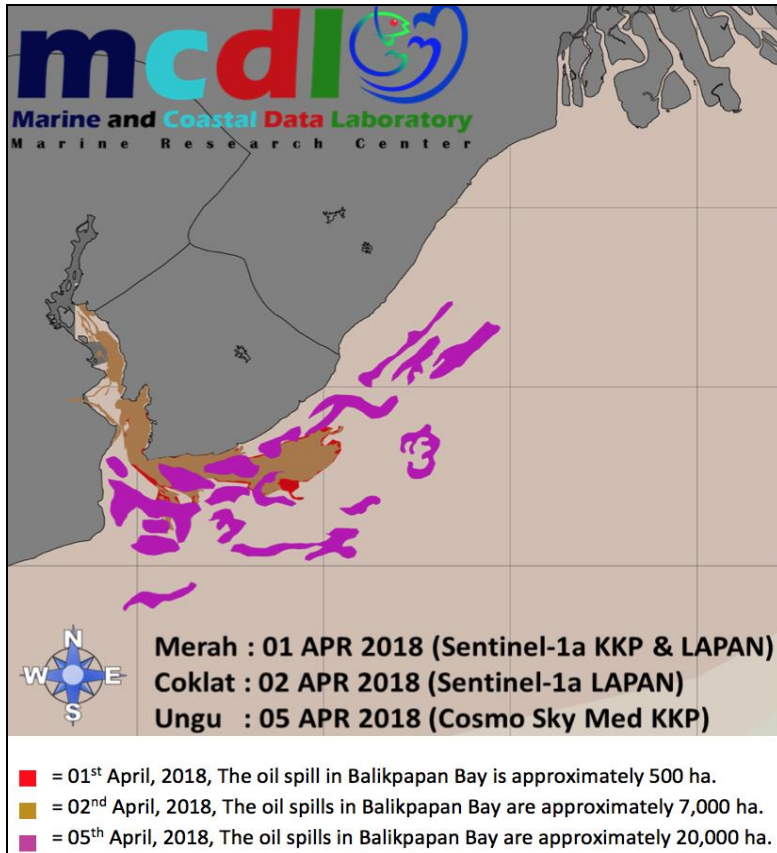 mcdl
Marine and Coastal Data Laboratory
Marine Research Center
N
W E
S
Merah : 01 APR 2018 (Sentinel-1a KKP & LAPAN)
Coklat : 02 APR 2018 (Sentinel-1a LAPAN)
Ungu : 05 APR 2018 (Cosmo Sky Med KKP)
= 01st April, 2018, The oil spill in Balikpapan Bay is approximately 500 ha.
= 02nd April, 2018, The oil spills in Balikpapan Bay are approximately 7,000 ha.
= 05th April, 2018, The oil spills in Balikpapan Bay are approximately 20,000 ha.